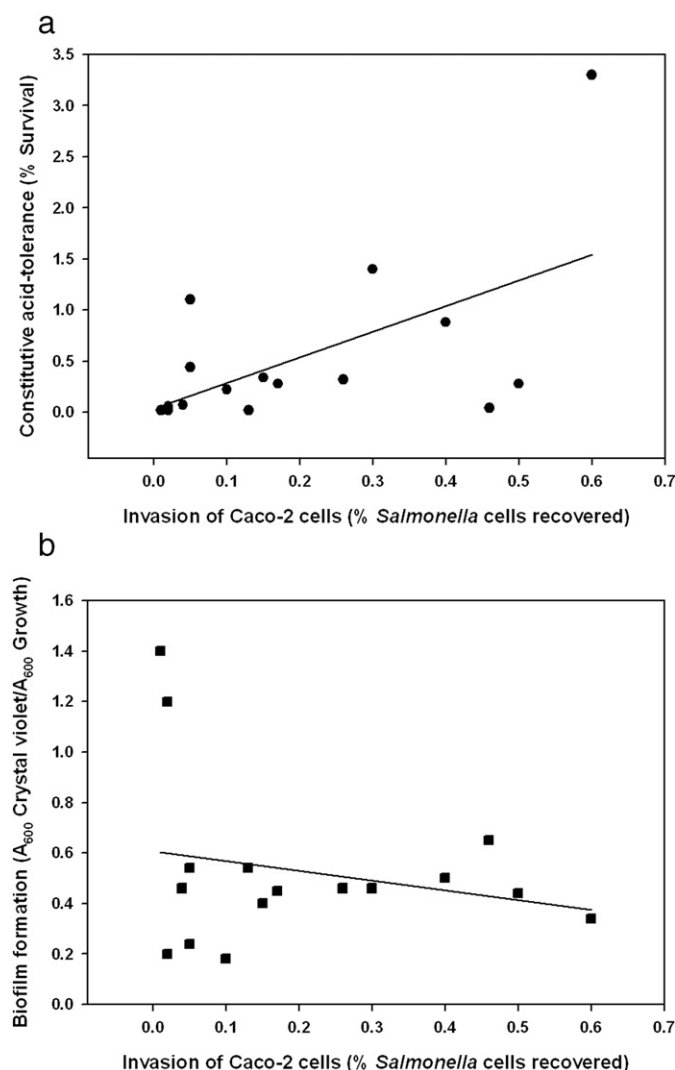 a
Constitutive acid-tolerance (% Survival)
3.5
3.0
2.5
2.0
1.5
1.0
0.5
0.0
0.0 0.1 0.2 0.3 0.4 0.5 0.6 0.7
Invasion of Caco-2 cells (% Salmonella cells recovered)
b
Biofilm formation (A600 Crystal violet/A600 Growth)
1.6
1.4
1.2
1.0
0.8
0.6
0.4
0.2
0.0
0.0 0.1 0.2 0.3 0.4 0.5 0.6 0.7
Invasion of Caco-2 cells (% Salmonella cells recovered)